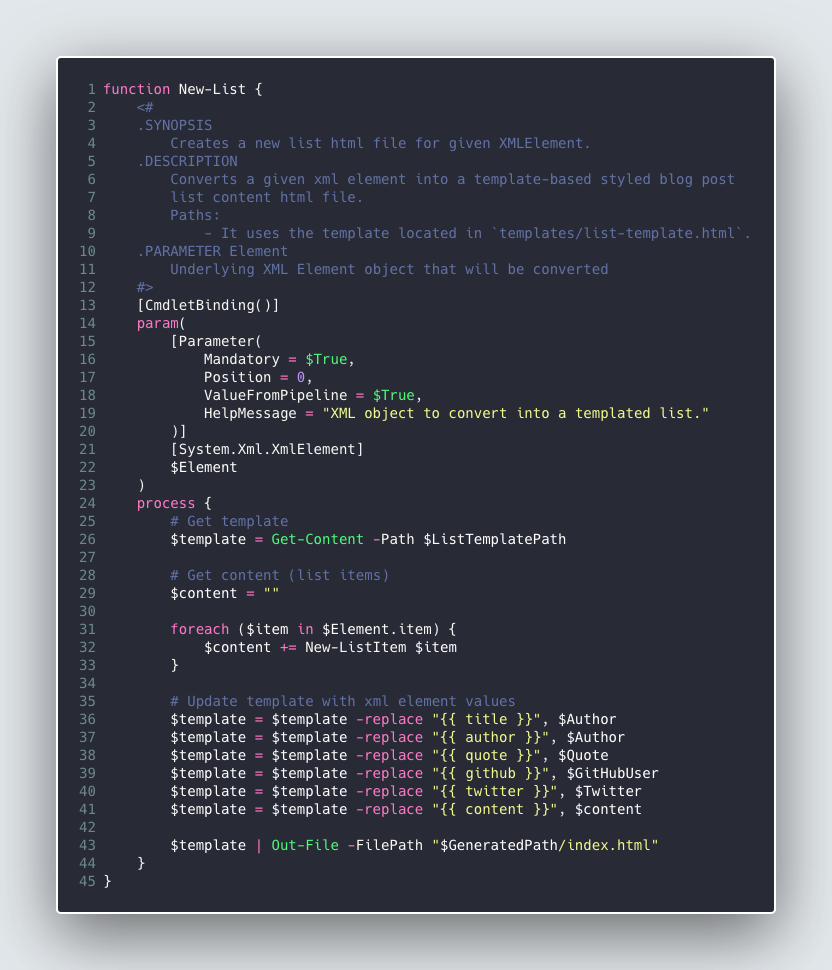 1 function New-List {
2     <#
3     .SYNOPSIS
4         Creates a new list html file for given XMLElement.
5     .DESCRIPTION
6         Converts a given xml element into a template-based styled blog post
7         list content html file.
8         Paths:
9             - It uses the template located in `templates/list-template.html`.
10     .PARAMETER Element
11         Underlying XML Element object that will be converted
12     #>
13     [CmdletBinding()]
14     param(
15         [Parameter(
16             Mandatory = $True,
17             Position = 0,
18             ValueFromPipeline = $True,
19             HelpMessage = "XML object to convert into a templated list."
20         )]
21         [System.Xml.XmlElement]
22         $Element
23     )
24     process {
25         # Get template
26         $template = Get-Content -Path $ListTemplatePath
27
28         # Get content (list items)
29         $content = ""
30
31         foreach ($item in $Element.item) {
32             $content += New-ListItem $item
33         }
34
35         # Update template with xml element values
36         $template = $template -replace "{{ title }}", $Author
37         $template = $template -replace "{{ author }}", $Author
38         $template = $template -replace "{{ quote }}", $Quote
39         $template = $template -replace "{{ github }}", $GitHubUser
40         $template = $template -replace "{{ twitter }}", $Twitter
41         $template = $template -replace "{{ content }}", $content
42
43         $template | Out-File -FilePath "$GeneratedPath/index.html"
44     }
45 }